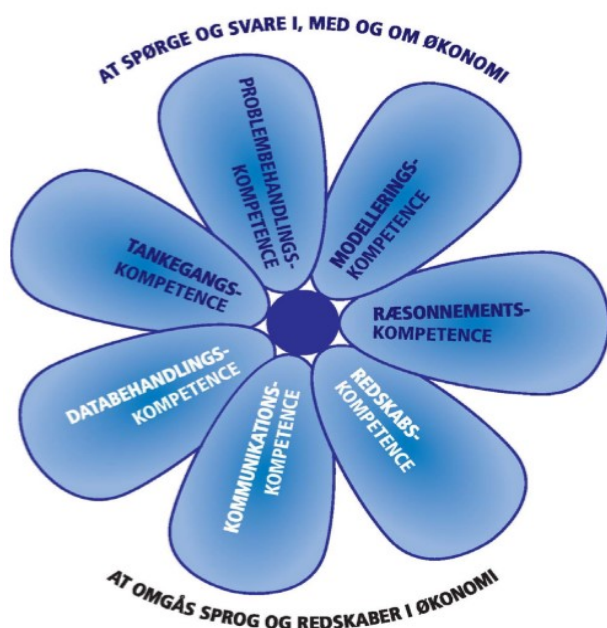 AT SPØRGE OG SVARE I, MED OG OM ØKONOMI
PROBLEMBEHANDLINGS-
KOMPETENCE
MODELLERINGS-
KOMPETENCE
TANKEGANGS-
KOMPETENCE
RÆSONNEMENTS-
KOMPETENCE
DATABEHANDLINGS-
KOMPETENCE
KOMMUNIKATIONS-
KOMPETENCE
REDSKABS-
KOMPETENCE
AT OMGÅS SPROG OG REDSKABER I ØKONOMI